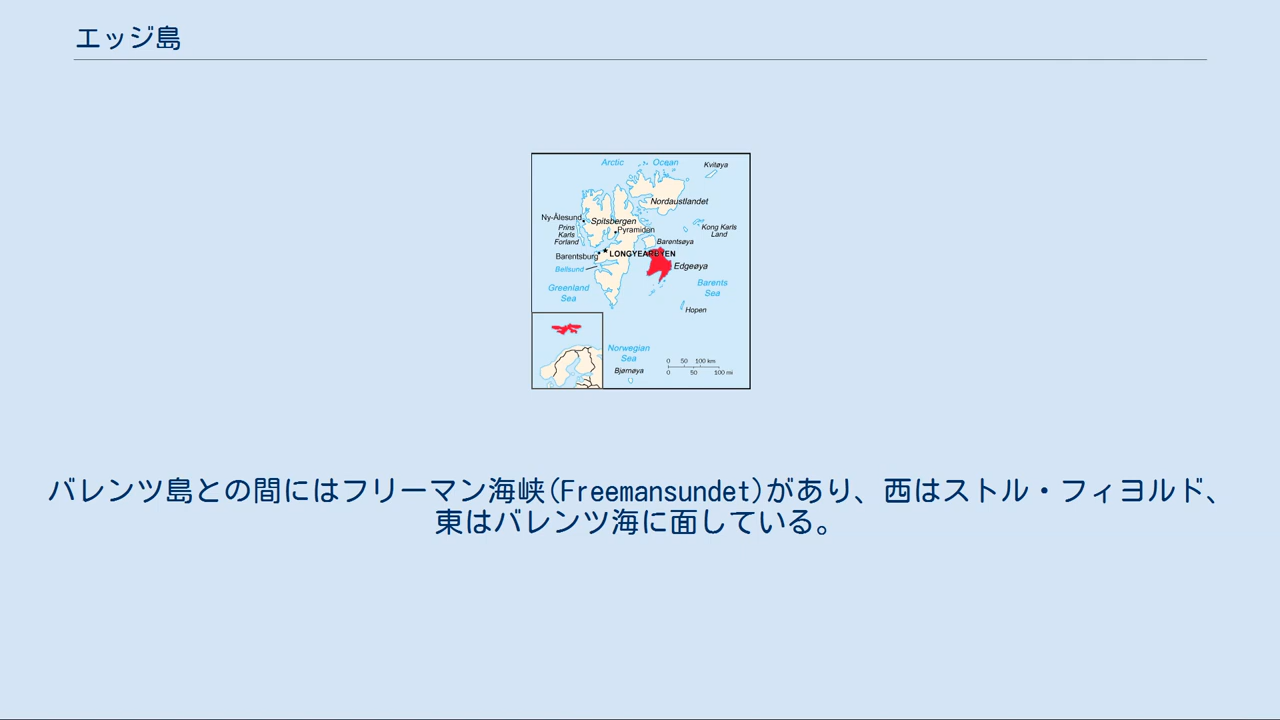 エッジ島
Arctic Ocean
Kvitøya
Nordaustlandet
Ny-Ålesund
Spitsbergen
Prins
Karls
Forland
Pyramiden
Kong Karls
Land
Barentsøya
Barentsburg
LONGYEARBYEN
Edgeøya
Bellsund
Greenland
Sea
Barents
Sea
Hopen
Norwegian
Sea
Bjørnøya
0 50 100 km
0 50 100 mi
バレンツ島との間にはフリーマン海峡(Freemansundet)があり、西はストル・フィヨルド、
東はバレンツ海に面している。